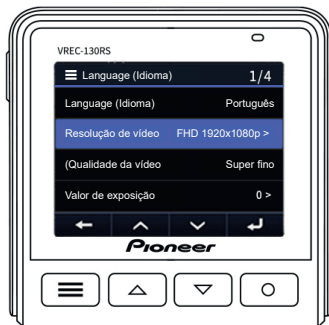 VREC-130RS
Language (Idioma) 1/4
Language (Idioma) Português
Resolução de vídeo FHD 1920x1080p >
(Qualidade da vídeo Super fino
Valor de exposição 0 >
Pioneer